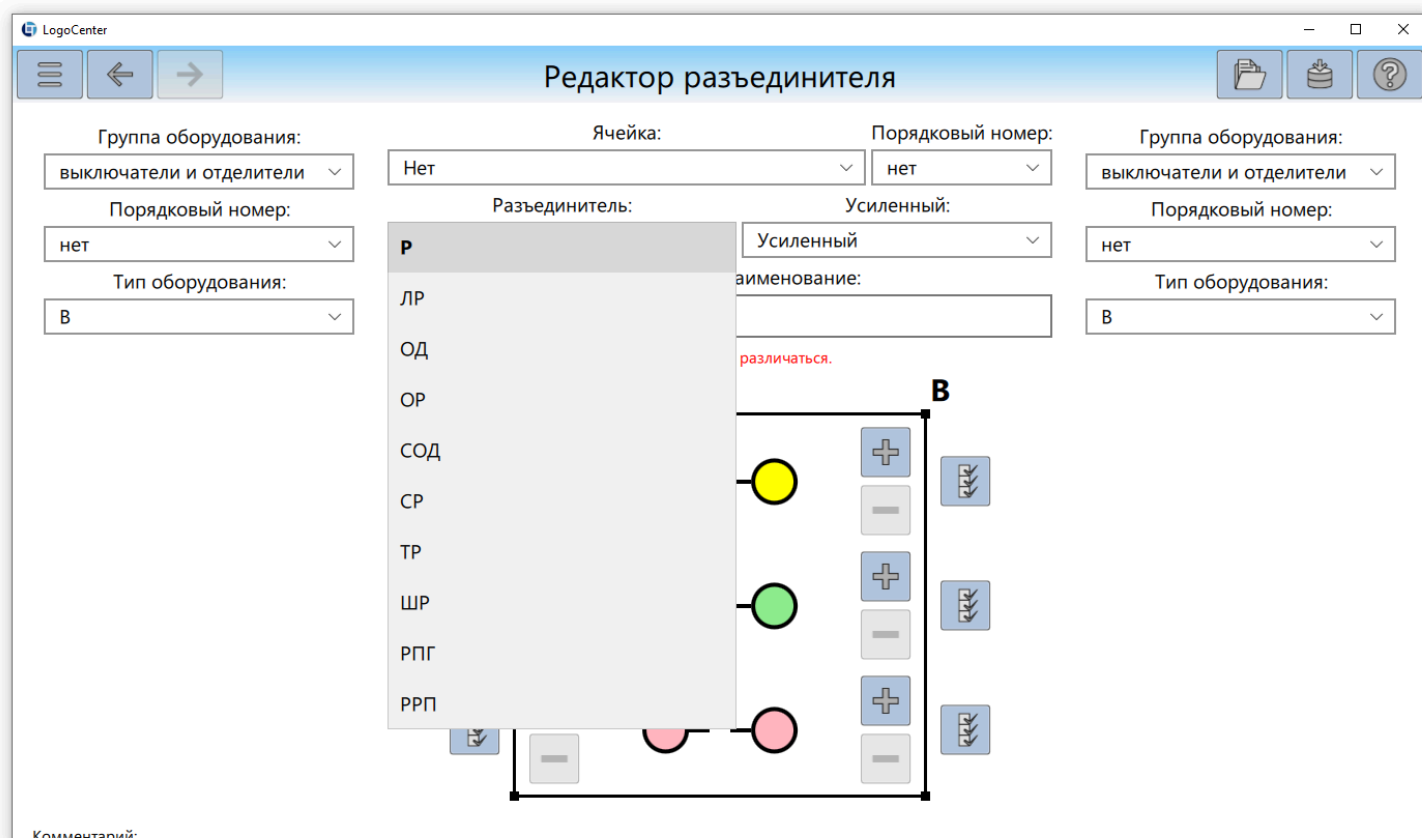 LogoCenter
Редактор разъединителя
Группа оборудования:
выключатели и отделители
Порядковый номер:
нет
Тип оборудования:
В
Ячейка:
Нет
Порядковый номер:
нет
Разъединитель:
Р
ЛР
ОД
ОР
СОД
СР
ТР
ШР
РПГ
РРП
Усиленный:
Усиленный
аименование:
различаться.
В
Группа оборудования:
выключатели и отделители
Порядковый номер:
нет
Тип оборудования:
В
Комментарий: